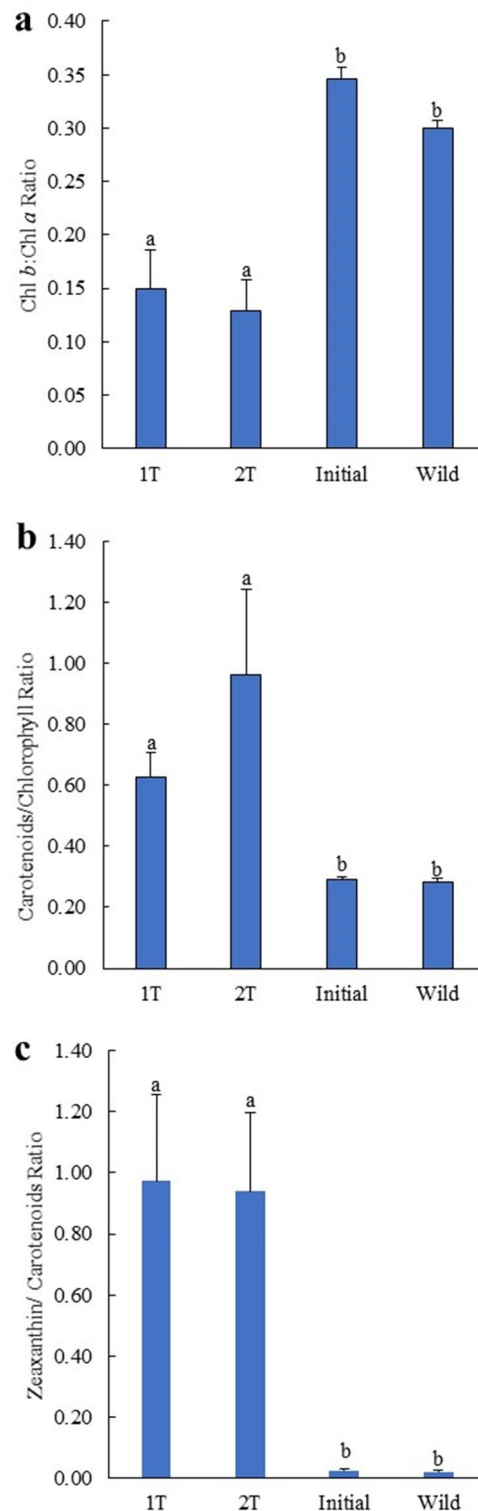 a
0.40
0.35
0.30
0.25
0.20
0.15
0.10
0.05
0.00
Chl b:Chl a Ratio
a
a
b
b
1T 2T Initial Wild
b
1.40
1.20
1.00
0.80
0.60
0.40
0.20
0.00
Carotenoids/Chlorophyll Ratio
a
a
b
b
1T 2T Initial Wild
c
1.40
1.20
1.00
0.80
0.60
0.40
0.20
0.00
Zeaxanthin/ Carotenoids Ratio
a
a
b
b
1T 2T Initial Wild